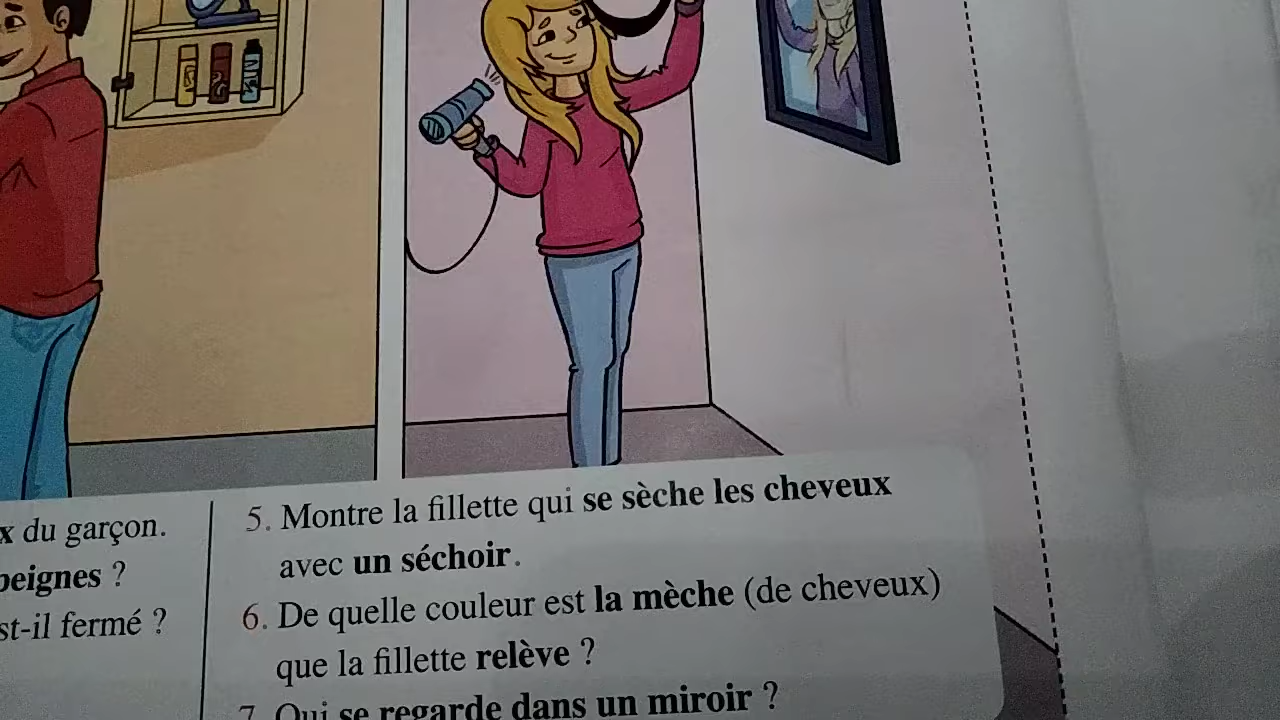 x du garçon.
peignes ?
st-il fermé ?
5. Montre la fillette qui se sèche les cheveux
avec un séchoir.
6. De quelle couleur est la mèche (de cheveux)
que la fillette relève ?
7. Qui se regarde dans un miroir ?